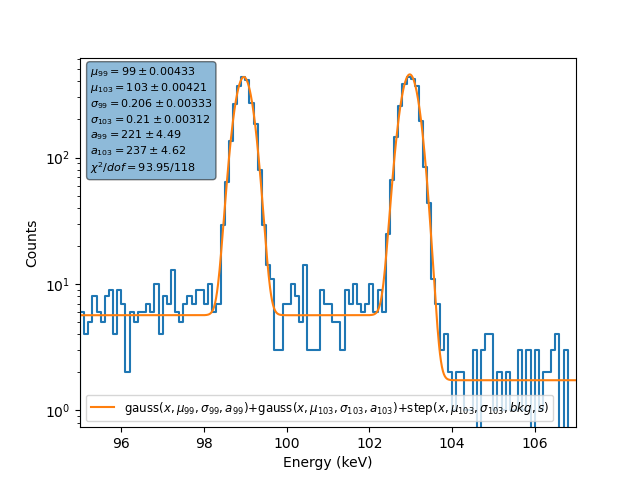 μ₉₉ = 99 ± 0.00433
μ₁₀₃ = 103 ± 0.00421
σ₉₉ = 0.206 ± 0.00333
σ₁₀₃ = 0.21 ± 0.00312
a₉₉ = 221 ± 4.49
a₁₀₃ = 237 ± 4.62
χ²/dof = 93.95/118
Counts
10²
10¹
10⁰
gauss(x, μ₉₉, σ₉₉, a₉₉)+gauss(x, μ₁₀₃, σ₁₀₃, a₁₀₃)+step(x, μ₁₀₃, σ₁₀₃, bkg, s)
96 98 100 102 104 106
Energy (keV)